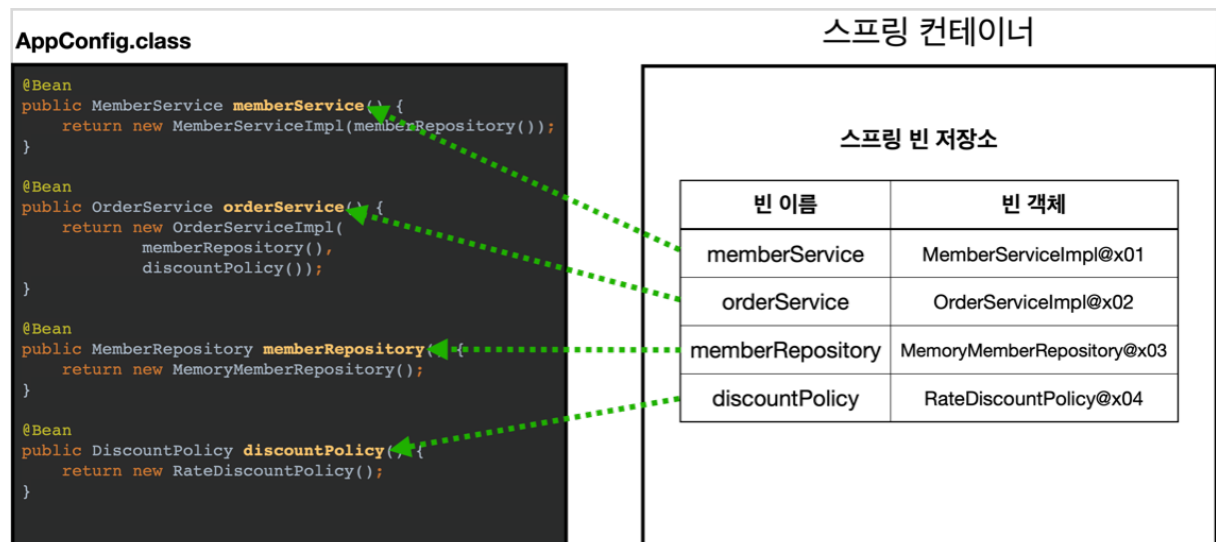 AppConfig.class
@Bean
public MemberService memberService() {
return new MemberServiceImpl(memberRepository());
}
@Bean
public OrderService orderService() {
return new OrderServiceImpl(
memberRepository(),
discountPolicy());
}
@Bean
public MemberRepository memberRepository() {
return new MemoryMemberRepository();
}
@Bean
public DiscountPolicy discountPolicy() {
return new RateDiscountPolicy();
}
스프링 컨테이너
스프링 빈 저장소
빈 이름 빈 객체
memberService MemberServiceImpl@x01
orderService OrderServiceImpl@x02
memberRepository MemoryMemberRepository@x03
discountPolicy RateDiscountPolicy@x04